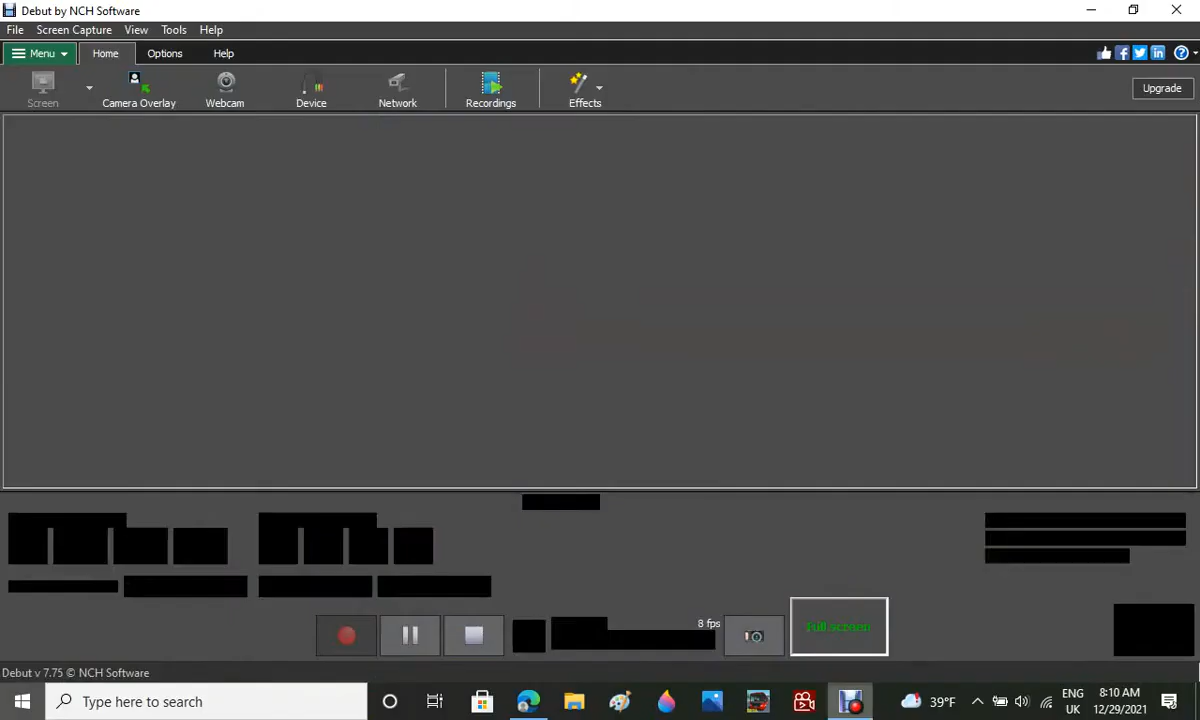 Debut by NCH Software
File Screen Capture View Tools Help
Menu Home Options Help
Screen Camera Overlay Webcam Device Network Recordings Effects Upgrade
8 fps
Full screen
Debut v 7.75 © NCH Software
Type here to search 39°F ENG 8:10 AM
UK 12/29/2021